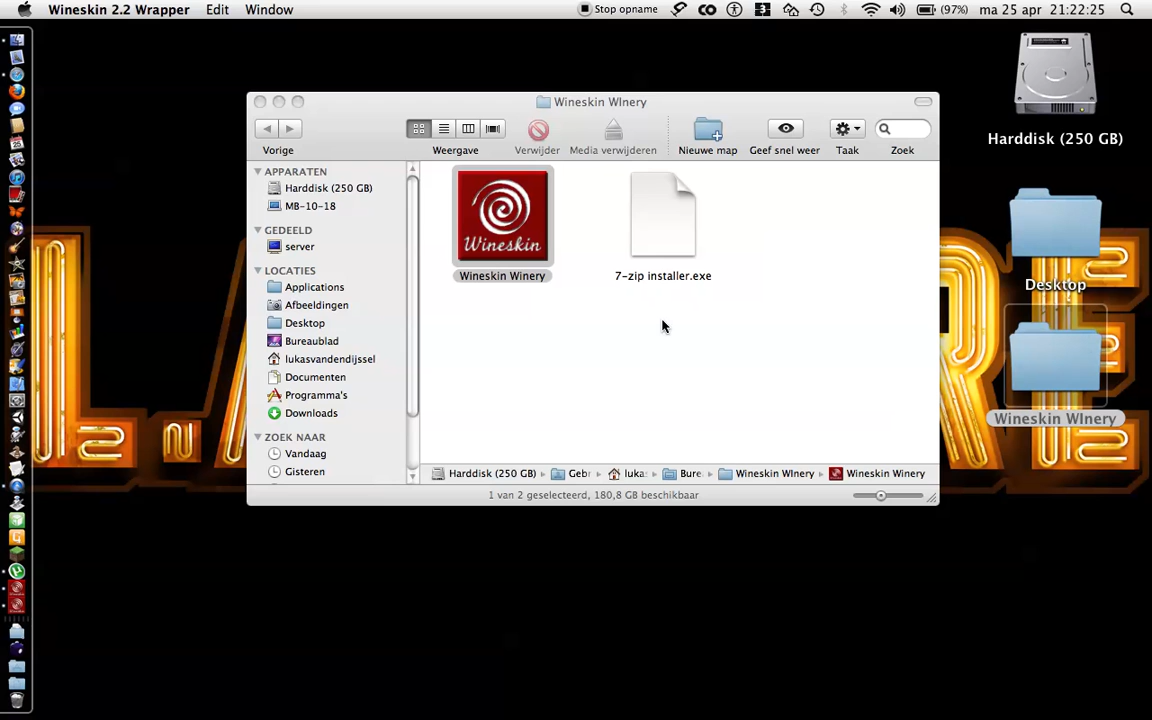 Wineskin 2.2 Wrapper Edit Window Stop opname (97%) ma 25 apr 21:22:25
Wineskin WInery
Vorige Weergave Verwijder Media verwijderen Nieuwe map Geef snel weer Taak Zoek
APPARATEN
Harddisk (250 GB)
MB-10-18
GEDEELD
server
LOCATIES
Applications
Afbeeldingen
Desktop
Bureaublad
lukasvandendijssel
Documenten
Programma's
Downloads
ZOEK NAAR
Vandaag
Gisteren
Wineskin
Wineskin Winery
7-zip installer.exe
Harddisk (250 GB) Geb luka: Bure Wineskin WInery Wineskin Winery
1 van 2 geselecteerd, 180,8 GB beschikbaar
Harddisk (250 GB)
Desktop
Wineskin WInery